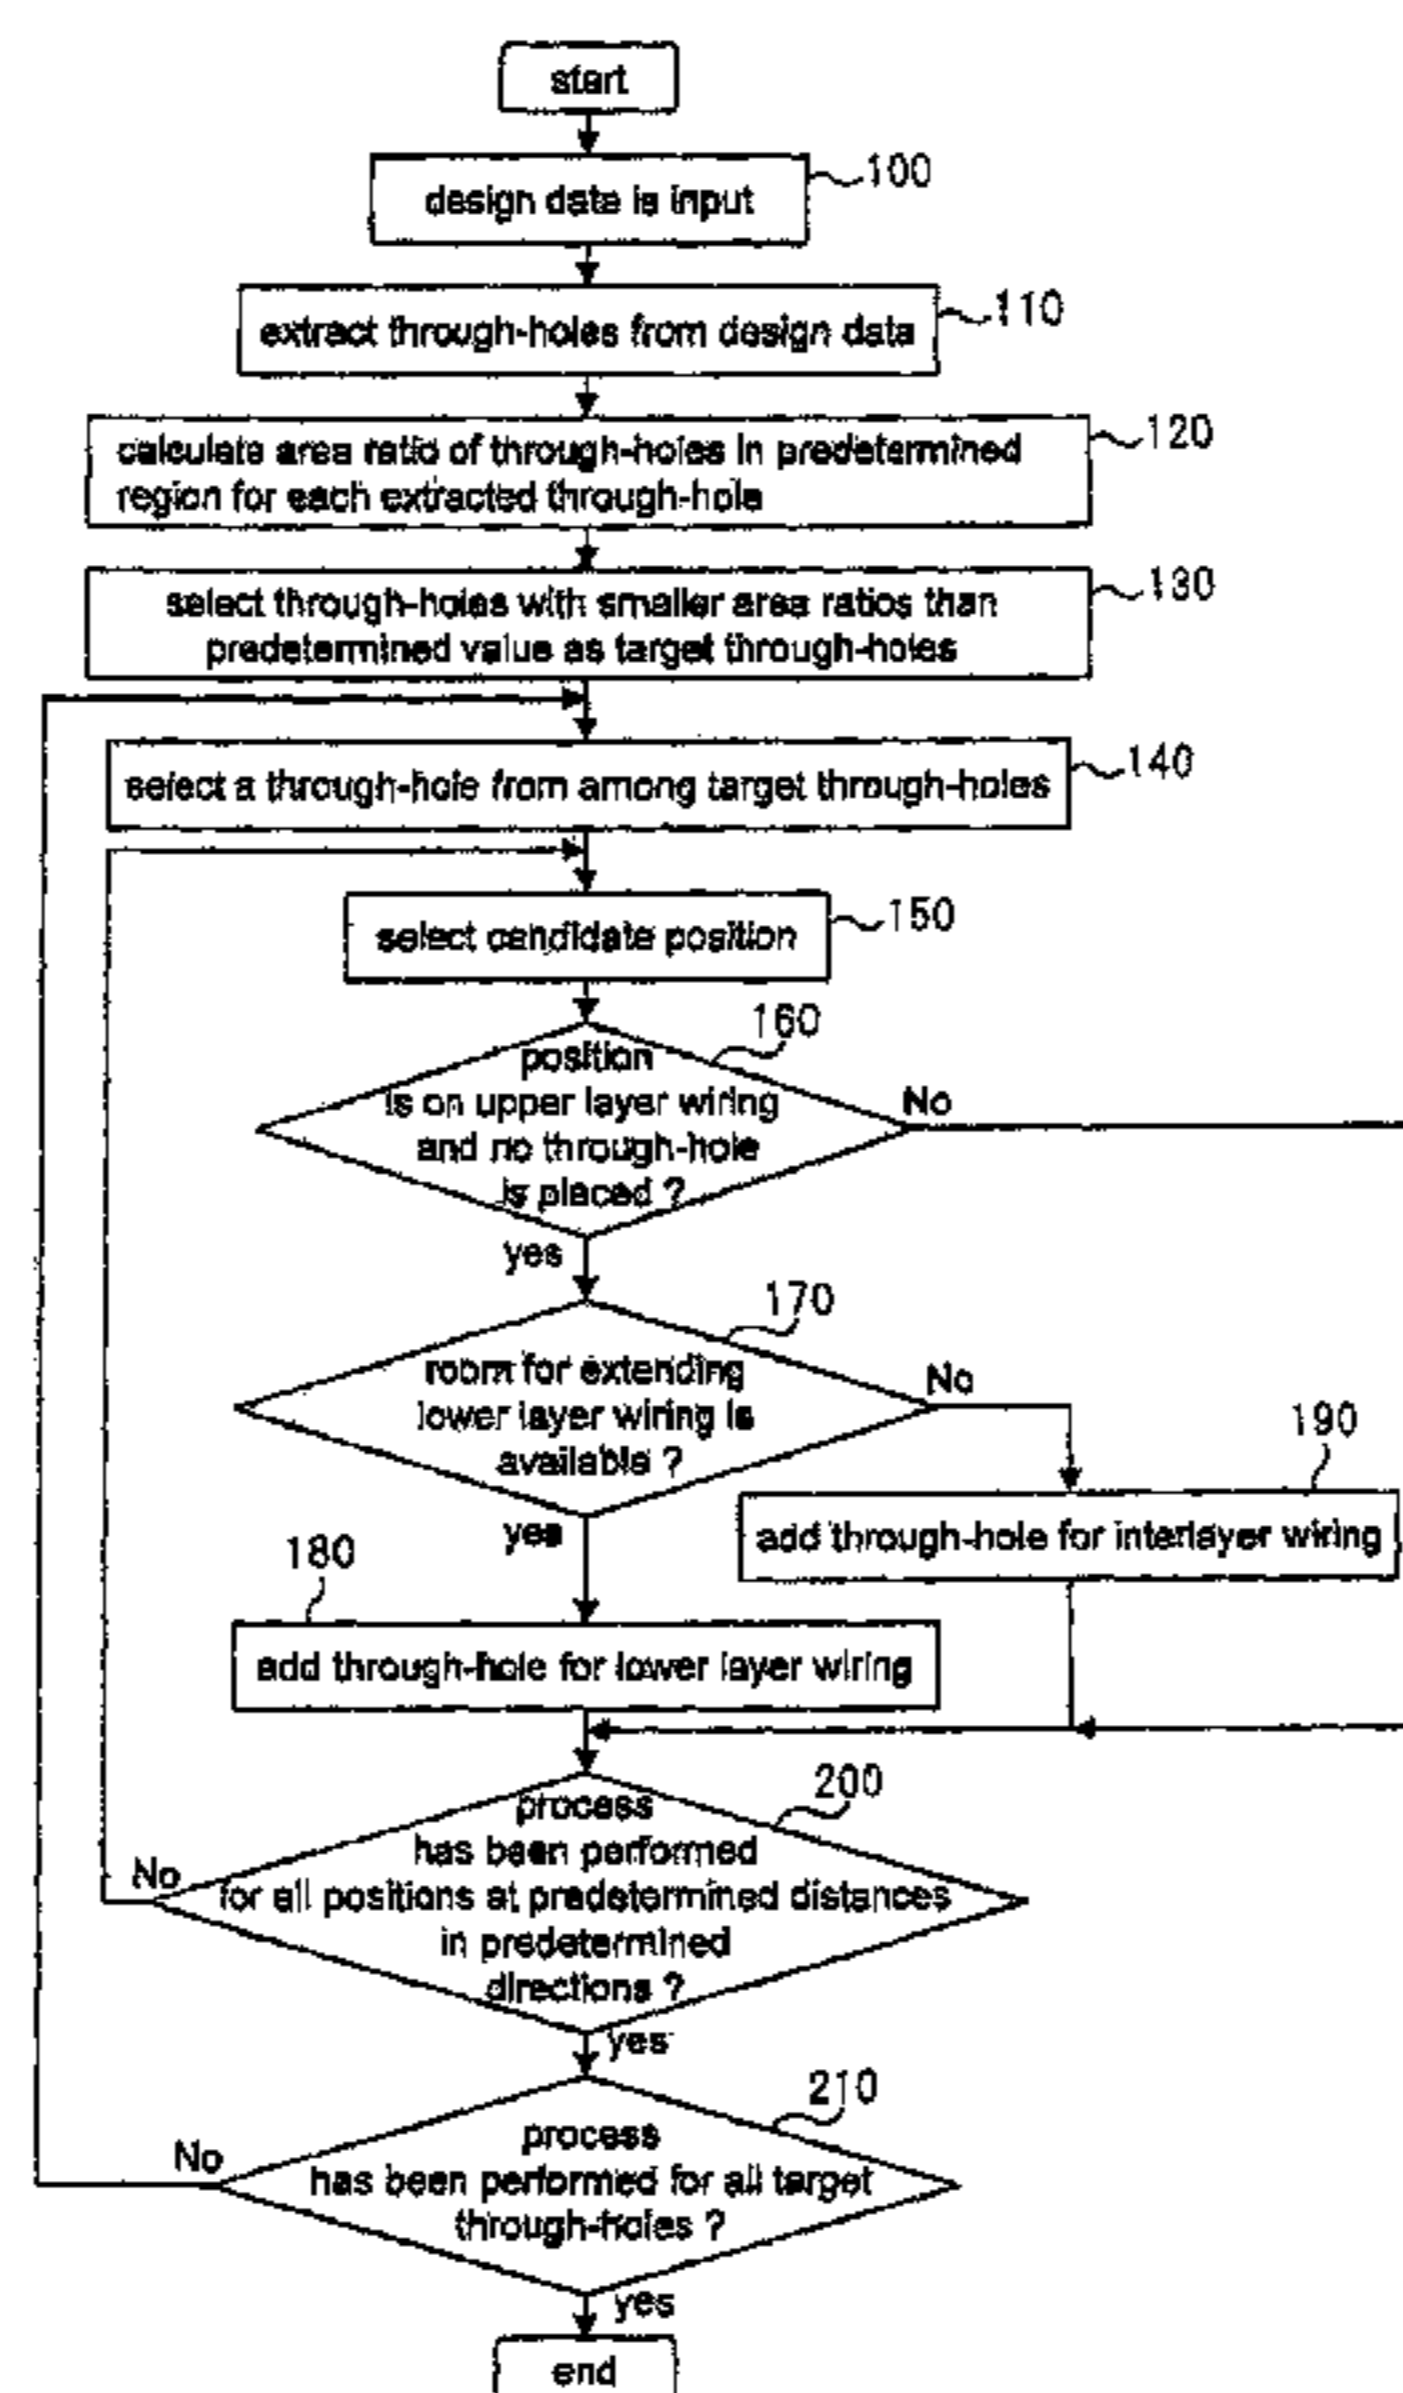 start
design date is input
100
extract through-holes from design data
110
calculate area ratio of through-holes in predetermined
region for each extracted through-hole
120
select through-holes with smaller area ratios than
predetermined value as target through-holes
130
select a through-hole from among target through-holes
140
select candidate position
150
160
position
is on upper layer wiring
and no through-hole
is placed ?
No
yes
170
room for extending
lower layer wiring is
available ?
No
yes
190
add through-hole for interlayer wiring
180
add through-hole for lower layer wiring
200
process
has been performed
for all positions at predetermined distances
in predetermined
directions ?
No
yes
210
process
has been performed for all target
through-holes ?
No
yes
end